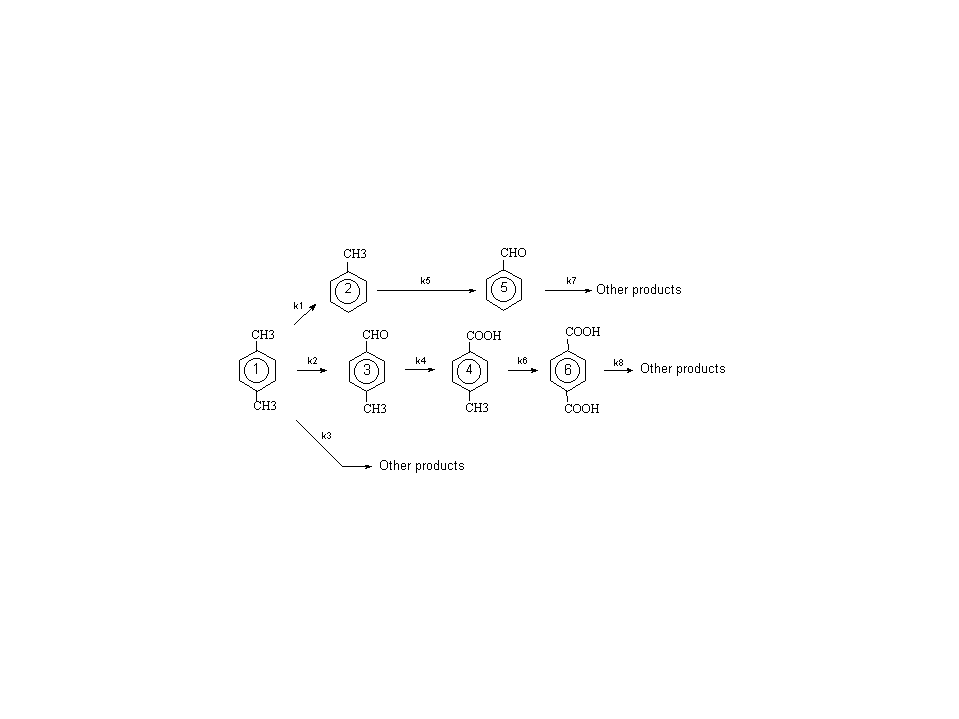 CH3
CHO
2
k5
5
k7
Other products
k1
CH3
CHO
COOH
COOH
1
k2
3
k4
4
k6
6
k8
Other products
CH3
CH3
CH3
COOH
k3
Other products